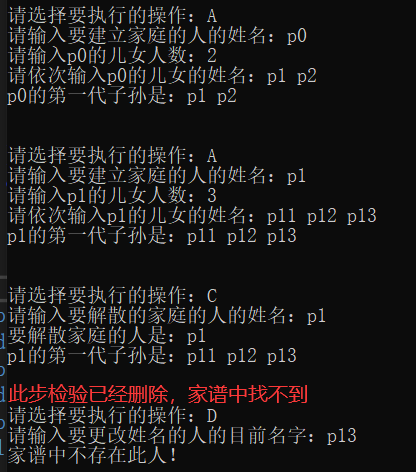 请选择要执行的操作：A
请输入要建立家庭的人的姓名：p0
请输入p0的儿女人数：2
请依次输入p0的儿女的姓名：p1 p2
p0的第一代子孙是：p1 p2
请选择要执行的操作：A
请输入要建立家庭的人的姓名：p1
请输入p1的儿女人数：3
请依次输入p1的儿女的姓名：p11 p12 p13
p1的第一代子孙是：p11 p12 p13
请选择要执行的操作：C
请输入要解散的家庭的人的姓名：p1
要解散家庭的人是：p1
p1的第一代子孙是：p11 p12 p13
此步检验已经删除，家谱中找不到
请选择要执行的操作：D
请输入要更改姓名的人的目前名字：p13
家谱中不存在此人！